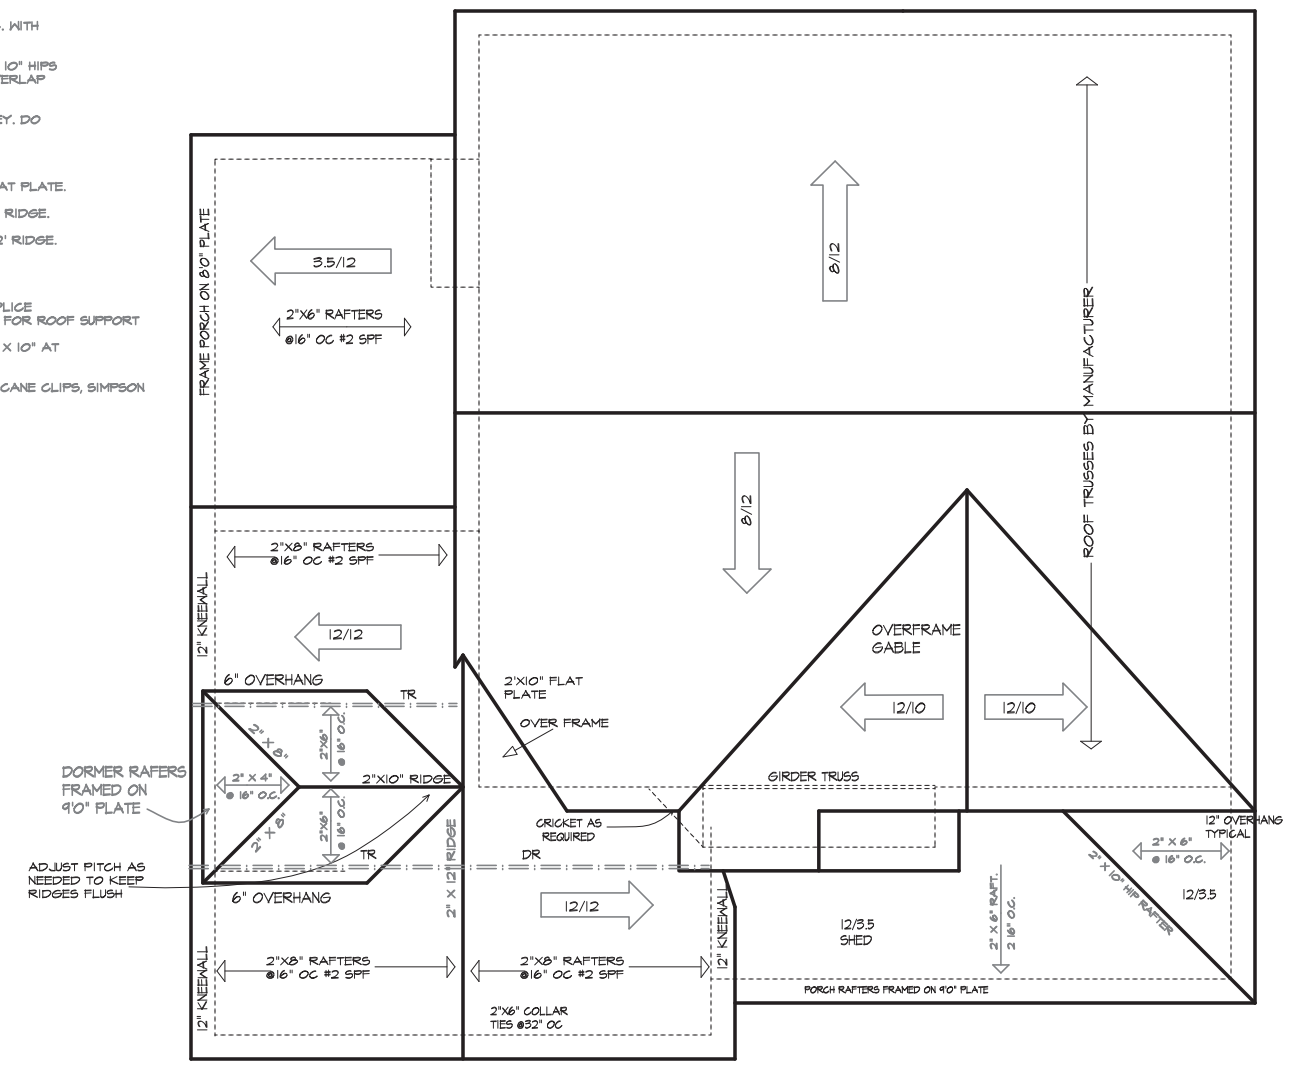 . WITH
10" HIPS
ERLAP
EY. DO
AT PLATE.
RIDGE.
2' RIDGE.
PLICE
FOR ROOF SUPPORT
X 10" AT
CANE CLIPS, SIMPSON
FRAME PORCH ON 8'0" PLATE
3.5/12
2"X6" RAFTERS
@16" OC #2 SPF
8/12
ROOF TRUSSES BY MANUFACTURER
8/12
2"X8" RAFTERS
@16" OC #2 SPF
12" KNEEWALL
12/12
OVERFRAME
GABLE
6" OVERHANG
TR
2'X10" FLAT
PLATE
OVER FRAME
12/10
12/10
2" X 8"
2"X6"
@ 16" O.C.
DORMER RAFERS
FRAMED ON
9'0" PLATE
2" X 4"
@ 16" O.C.
2"X10" RIDGE
GIRDER TRUSS
2" X 8"
2"X6"
@ 16" O.C.
CRICKET AS
REQUIRED
12" OVERHANG
TYPICAL
2" X 6"
@ 16" O.C.
TR
DR
ADJUST PITCH AS
NEEDED TO KEEP
RIDGES FLUSH
6" OVERHANG
2" X 12" RIDGE
12/12
12" KNEEWALL
12/3.5
SHED
2" X 6" RAFT.
2 16" O.C.
2" X 10" HIP RAFTER
12/3.5
12" KNEEWALL
2"X8" RAFTERS
@16" OC #2 SPF
2"X8" RAFTERS
@16" OC #2 SPF
PORCH RAFTERS FRAMED ON 9'0" PLATE
2"X6" COLLAR
TIES @32" OC